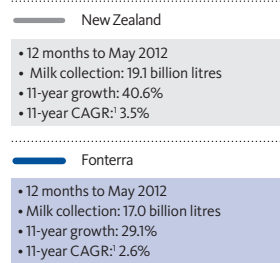 New Zealand
• 12 months to May 2012
• Milk collection: 19.1 billion litres
• 11-year growth: 40.6%
• 11-year CAGR:¹ 3.5%
Fonterra
• 12 months to May 2012
• Milk collection: 17.0 billion litres
• 11-year growth: 29.1%
• 11-year CAGR:¹ 2.6%